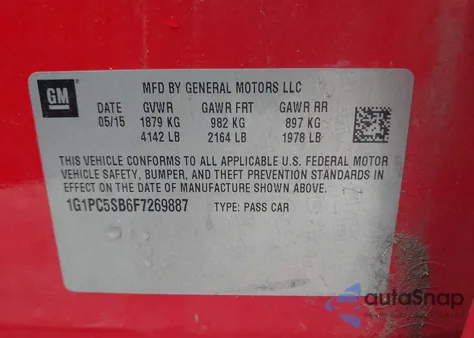 GM
MFD BY GENERAL MOTORS LLC
05/15 GVWR GAWR FRT GAWR RR
1879 KG 982 KG 897 KG
4142 LB 2164 LB 1978 LB
THIS VEHICLE CONFORMS TO ALL APPLICABLE U.S. FEDERAL MOTOR
VEHICLE SAFETY, BUMPER, AND THEFT PREVENTION STANDARDS IN
EFFECT ON THE DATE OF MANUFACTURE SHOWN ABOVE.
1G1PC5SB6F7269887 TYPE: PASS CAR
autoSnap